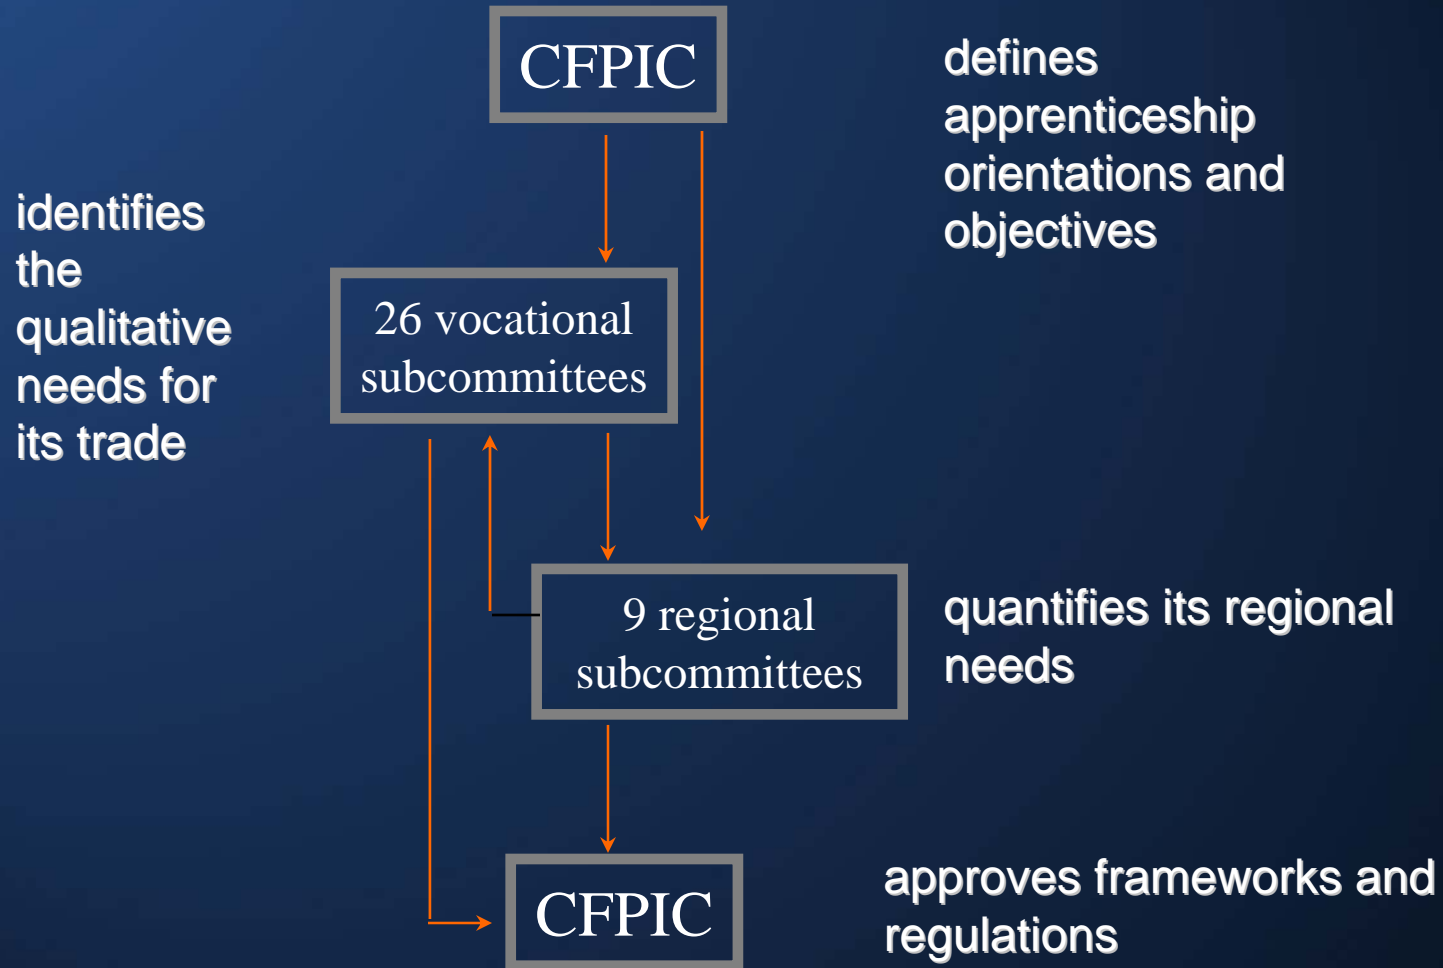 CFPIC
defines
apprenticeship
orientations and
objectives
identifies
the
qualitative
needs for
its trade
26 vocational
subcommittees
9 regional
subcommittees
quantifies its regional
needs
CFPIC
approves frameworks and
regulations